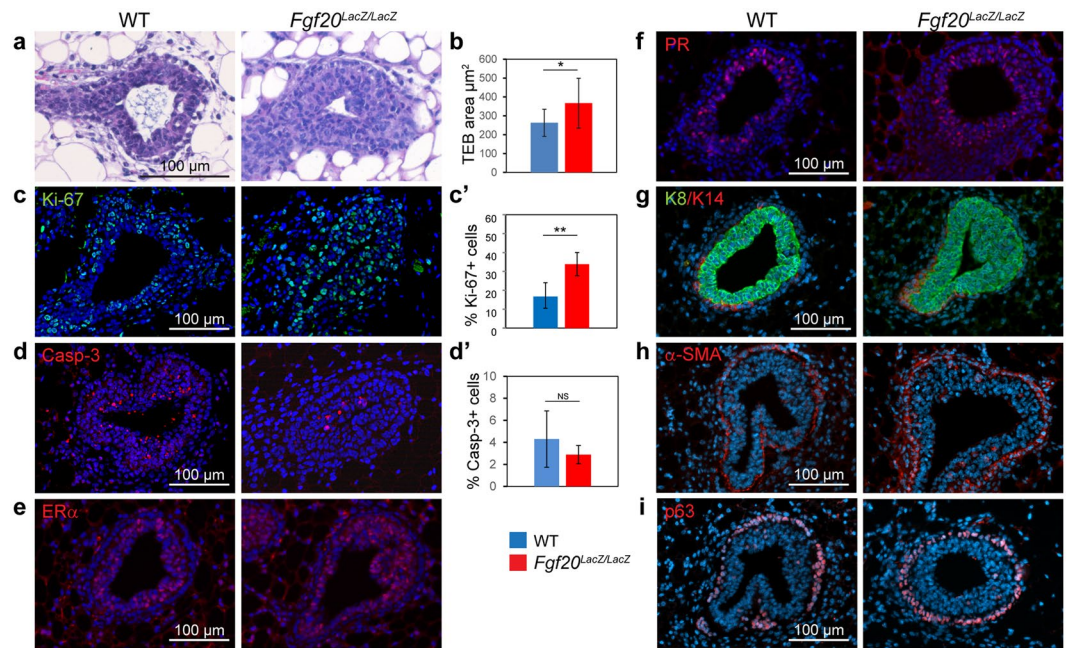 WT
Fgf20LacZ/LacZ
WT
Fgf20LacZ/LacZ
a
100 µm
b
TEB area µm²
600
500
400
300
200
100
0
*
f
PR
100 µm
c
Ki-67
100 µm
c'
% Ki-67+ cells
60
50
40
30
20
10
0
**
g
K8/K14
100 µm
d
Casp-3
100 µm
d'
% Casp-3+ cells
10
8
6
4
2
0
NS
h
α-SMA
100 µm
e
ERα
100 µm
WT
Fgf20LacZ/LacZ
i
p63
100 µm